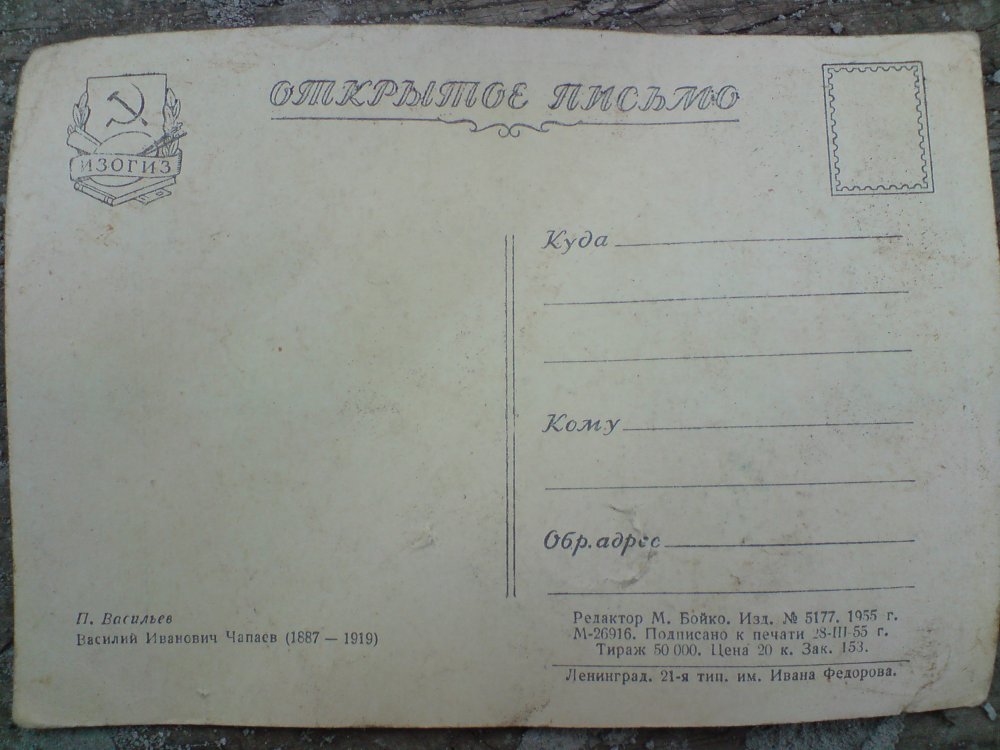 ОТКРЫТОЕ ПИСЬМО
ИЗОГИЗ
Куда
Кому
Обр. адрес
П. Васильев
Василий Иванович Чапаев (1887 — 1919)
Редактор М. Бойко. Изд. № 5177. 1955 г.
М-26916. Подписано к печати 28-III-55 г.
Тираж 50 000. Цена 20 к. Зак. 153.
Ленинград. 21-я тип. им. Ивана Федорова.